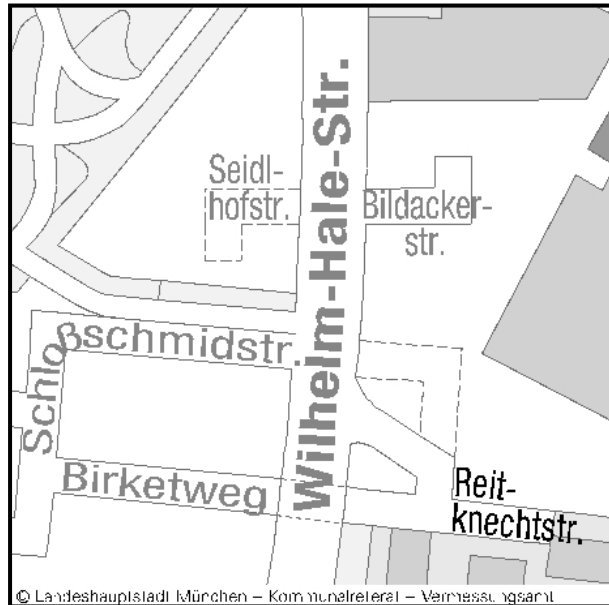 Wilhelm-Hale-Str.
Seidl-
hofstr.
Bildacker-
str.
Schloßschmidstr.
Birketweg
Reit-
knechtstr.
© Landeshauptstadt München – Kommunalreferat – Vermessungsamt